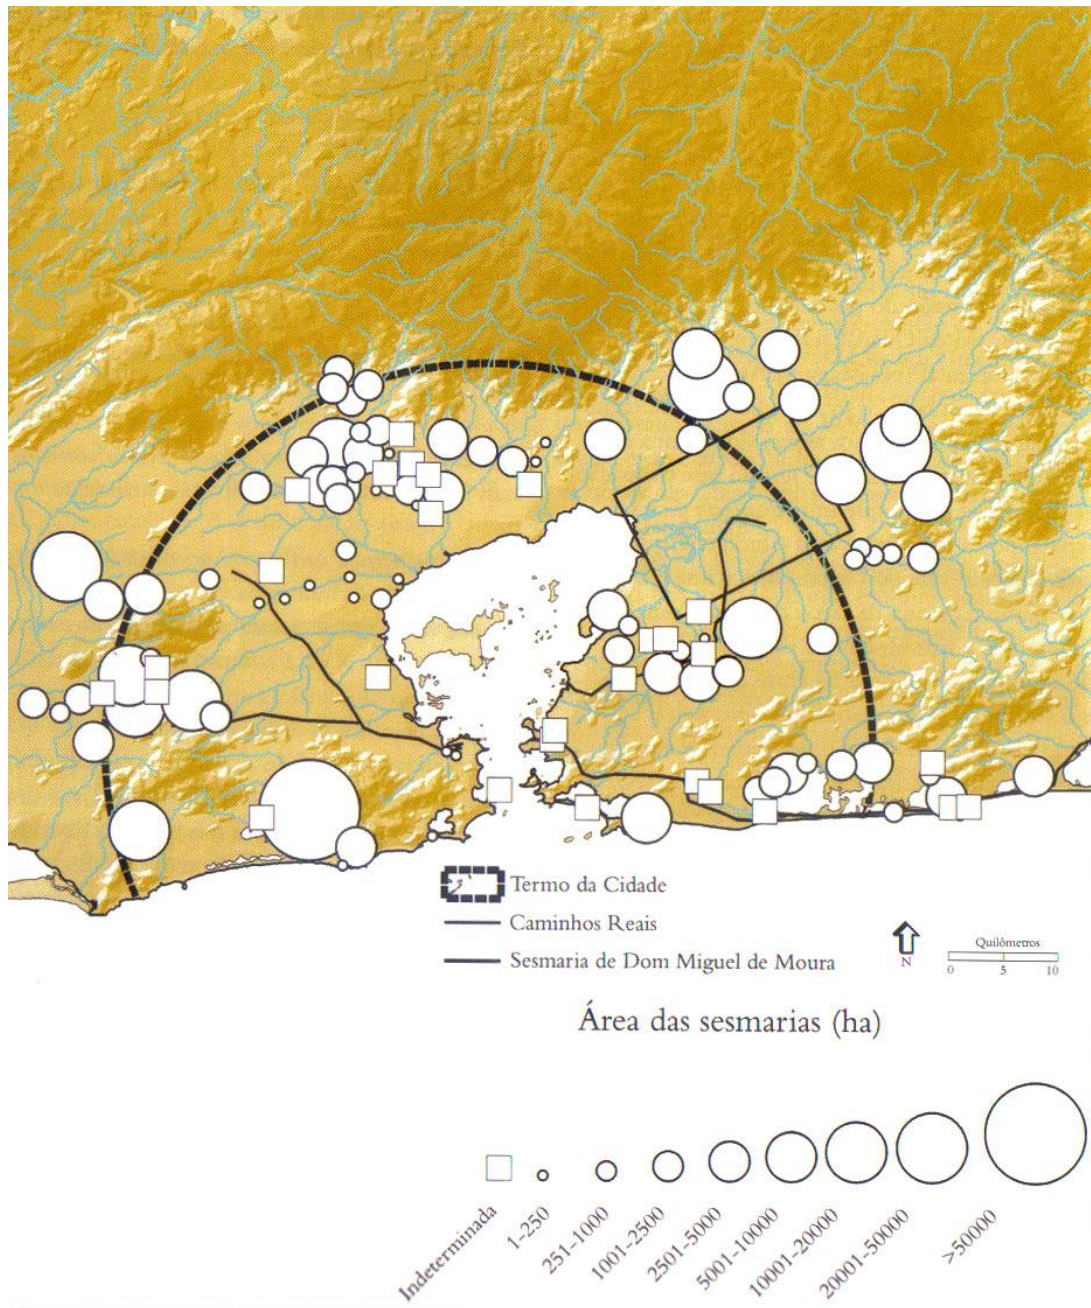 Termo da Cidade
Caminhos Reais
Sesmaria de Dom Miguel de Moura
N
Quilômetros
0 5 10
Área das sesmarias (ha)
Indeterminada
1-250
251-1000
1001-2500
2501-5000
5001-10000
10001-20000
20001-50000
>50000